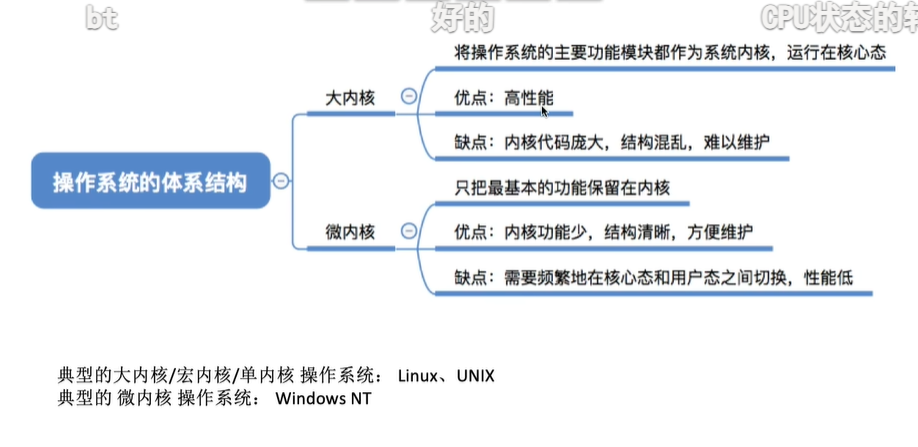 bt
好的
CPU状态的转
将操作系统的主要功能模块都作为系统内核，运行在核心态
大内核
优点：高性能
缺点：内核代码庞大，结构混乱，难以维护
操作系统的体系结构
只把最基本的功能保留在内核
微内核
优点：内核功能少，结构清晰，方便维护
缺点：需要频繁地在核心态和用户态之间切换，性能低
典型的大内核/宏内核/单内核 操作系统： Linux、UNIX
典型的 微内核 操作系统： Windows NT